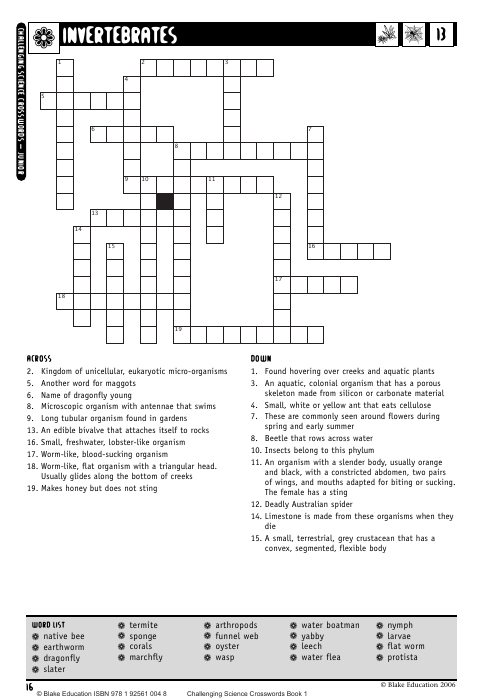 INVERTEBRATES
13
CHALLENGING SCIENCE CROSSWORDS – JUNIOR
1
2
3
4
5
6
7
8
9
10
11
12
13
14
15
16
17
18
19
ACROSS
2. Kingdom of unicellular, eukaryotic micro-organisms
5. Another word for maggots
6. Name of dragonfly young
8. Microscopic organism with antennae that swims
9. Long tubular organism found in gardens
13. An edible bivalve that attaches itself to rocks
16. Small, freshwater, lobster-like organism
17. Worm-like, blood-sucking organism
18. Worm-like, flat organism with a triangular head.
Usually glides along the bottom of creeks
19. Makes honey but does not sting
DOWN
1. Found hovering over creeks and aquatic plants
3. An aquatic, colonial organism that has a porous
skeleton made from silicon or carbonate material
4. Small, white or yellow ant that eats cellulose
7. These are commonly seen around flowers during
spring and early summer
8. Beetle that rows across water
10. Insects belong to this phylum
11. An organism with a slender body, usually orange
and black, with a constricted abdomen, two pairs
of wings, and mouths adapted for biting or sucking.
The female has a sting
12. Deadly Australian spider
14. Limestone is made from these organisms when they
die
15. A small, terrestrial, grey crustacean that has a
convex, segmented, flexible body
WORD LIST
native bee
earthworm
dragonfly
slater
termite
sponge
corals
marchfly
arthropods
funnel web
oyster
wasp
water boatman
yabby
leech
water flea
nymph
larvae
flat worm
protista
16
© Blake Education 2006
© Blake Education ISBN 978 1 92561 004 8 Challenging Science Crosswords Book 1